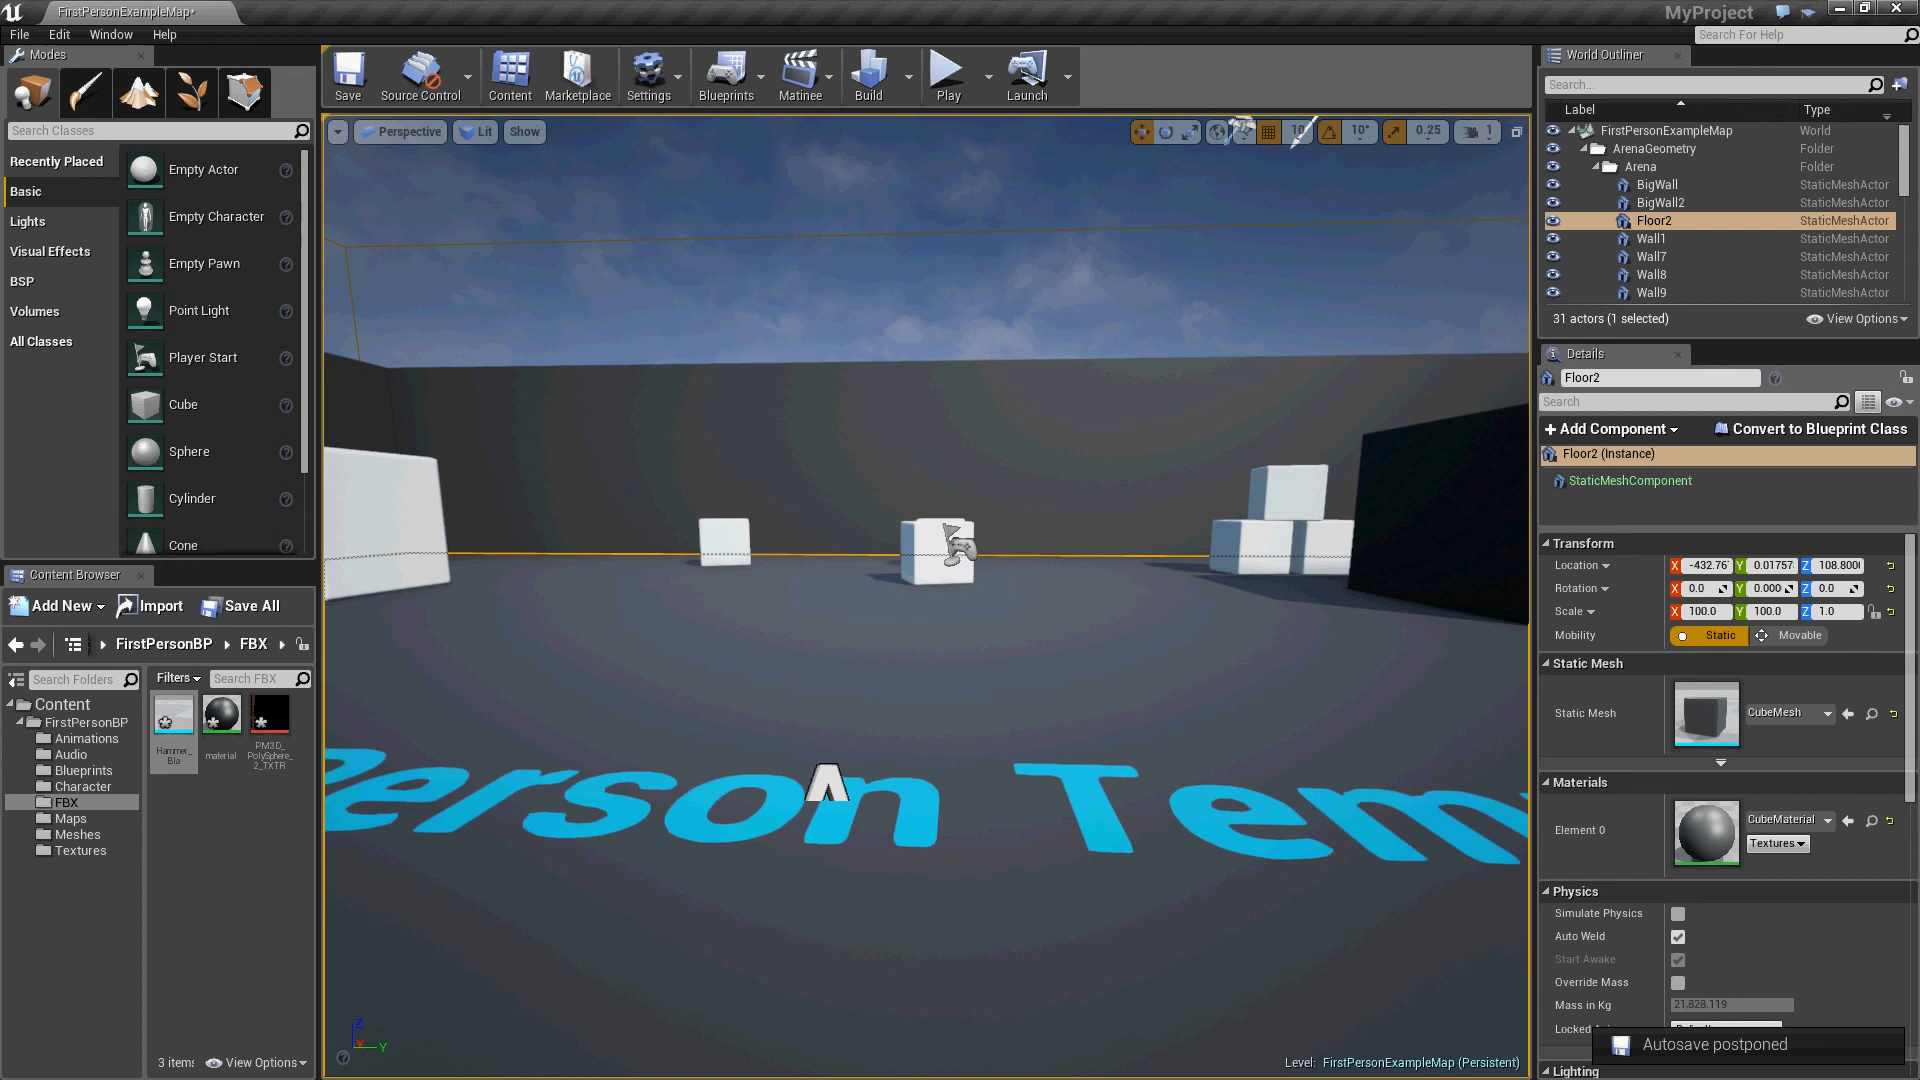 FirstPersonExampleMap*
MyProject
File Edit Window Help
Search For Help
Modes
Search Classes
Recently Placed
Basic
Lights
Visual Effects
BSP
Volumes
All Classes
Empty Actor
Empty Character
Empty Pawn
Point Light
Player Start
Cube
Sphere
Cylinder
Cone
Save
Source Control
Content
Marketplace
Settings
Blueprints
Matinee
Build
Play
Launch
Perspective
Lit
Show
10
10°
0.25
1
Person Tem
Level: FirstPersonExampleMap (Persistent)
Z
X
Y
Content Browser
Add New
Import
Save All
FirstPersonBP
FBX
Search Folders
Filters
Search FBX
Content
FirstPersonBP
Animations
Audio
Blueprints
Character
FBX
Maps
Meshes
Textures
Hammer_
Bla
material
PM3D_
PolySphere_
2_TXTR
3 items
View Options
World Outliner
Search...
Label Type
FirstPersonExampleMap World
ArenaGeometry Folder
Arena Folder
BigWall StaticMeshActor
BigWall2 StaticMeshActor
Floor2 StaticMeshActor
Wall1 StaticMeshActor
Wall7 StaticMeshActor
Wall8 StaticMeshActor
Wall9 StaticMeshActor
31 actors (1 selected)
View Options
Details
Floor2
Search
+ Add Component
Convert to Blueprint Class
Floor2 (Instance)
StaticMeshComponent
Transform
Location X -432.76 Y 0.01757 Z 108.800
Rotation X 0.0 Y 0.000 Z 0.0
Scale X 100.0 Y 100.0 Z 1.0
Mobility Static Movable
Static Mesh
Static Mesh CubeMesh
Materials
Element 0 CubeMaterial
Textures
Physics
Simulate Physics
Auto Weld
Start Awake
Override Mass
Mass in Kg 21,828.119
Locked
Autosave postponed
Lighting